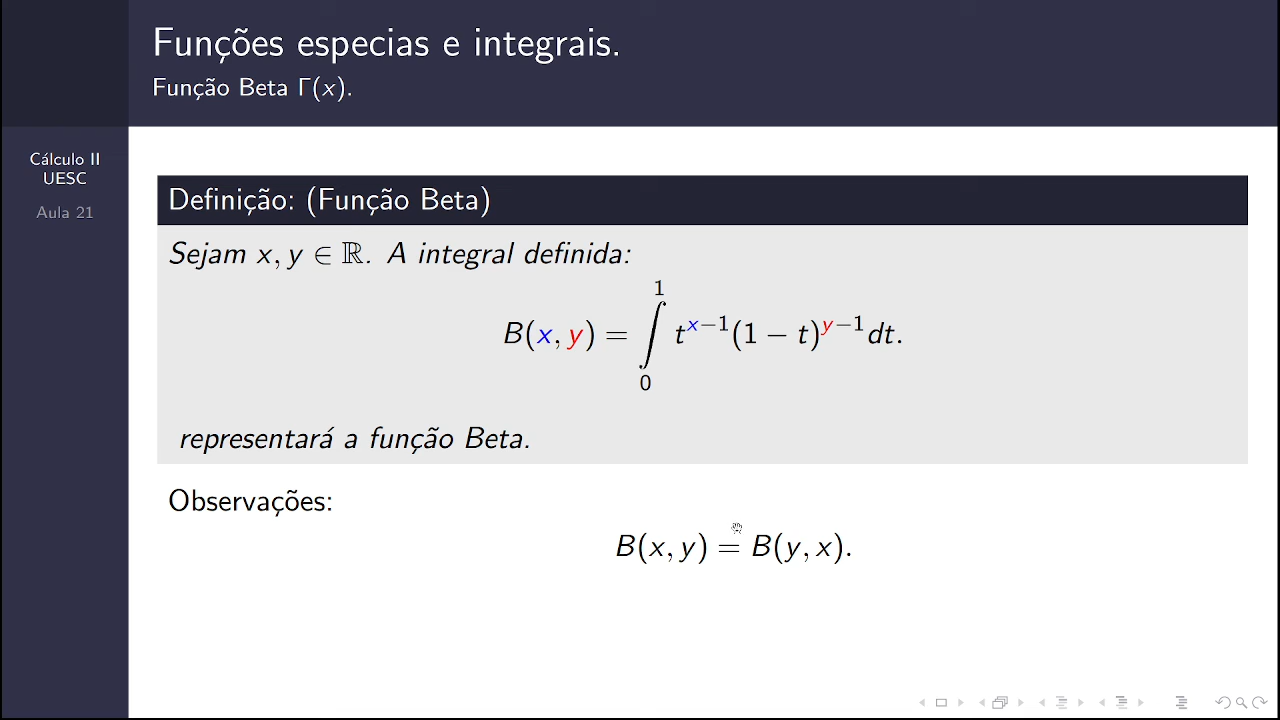 Funções especias e integrais.
Função Beta Γ(x).
Cálculo II
UESC
Aula 21
Definição: (Função Beta)
Sejam x, y ∈ ℝ. A integral definida:
B(x, y) = ∫₀¹ t^{x−1}(1 − t)^{y−1}dt.
representará a função Beta.
Observações:
B(x, y) = B(y, x).